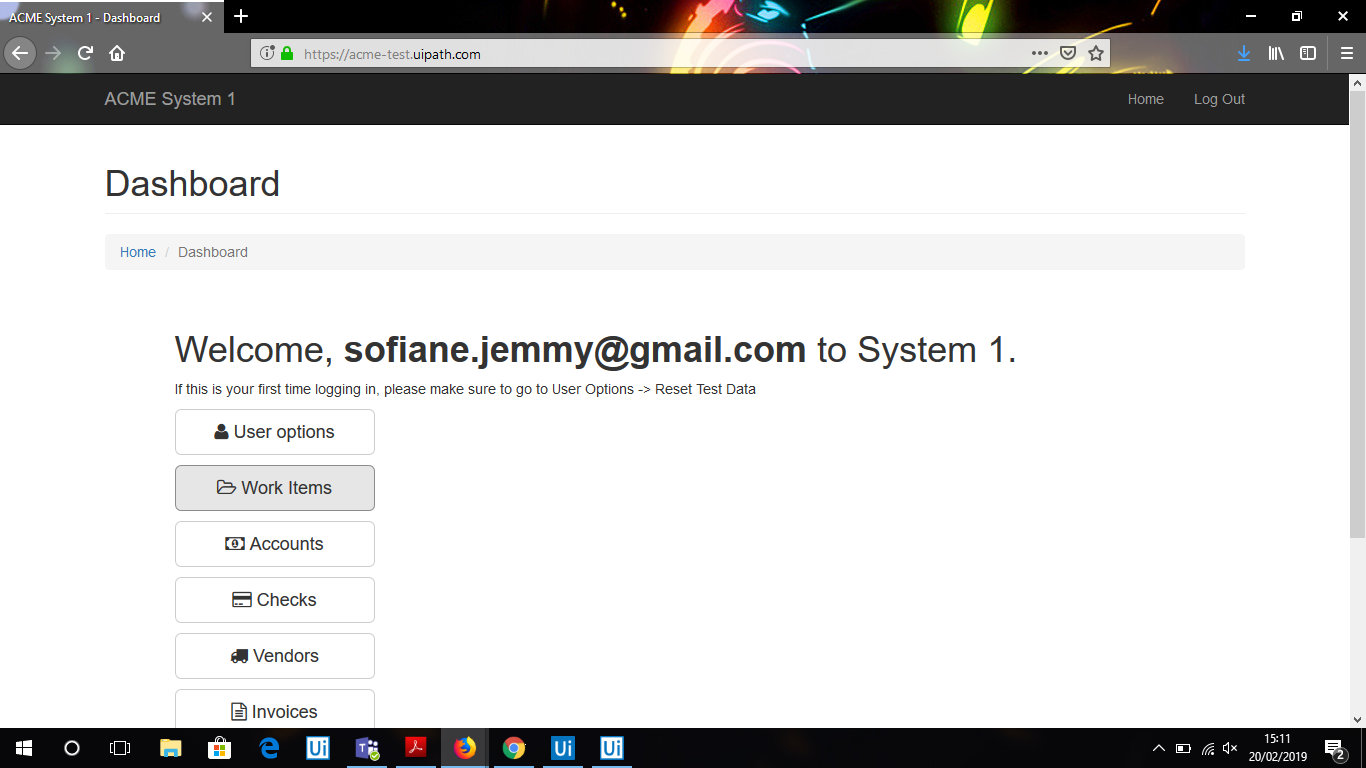 ACME System 1 - Dashboard
https://acme-test.uipath.com
ACME System 1
Home
Log Out
Dashboard
Home / Dashboard
Welcome, sofiane.jemmy@gmail.com to System 1.
If this is your first time logging in, please make sure to go to User Options -> Reset Test Data
User options
Work Items
Accounts
Checks
Vendors
Invoices
Ui
Ui
Ui
15:11
20/02/2019
2